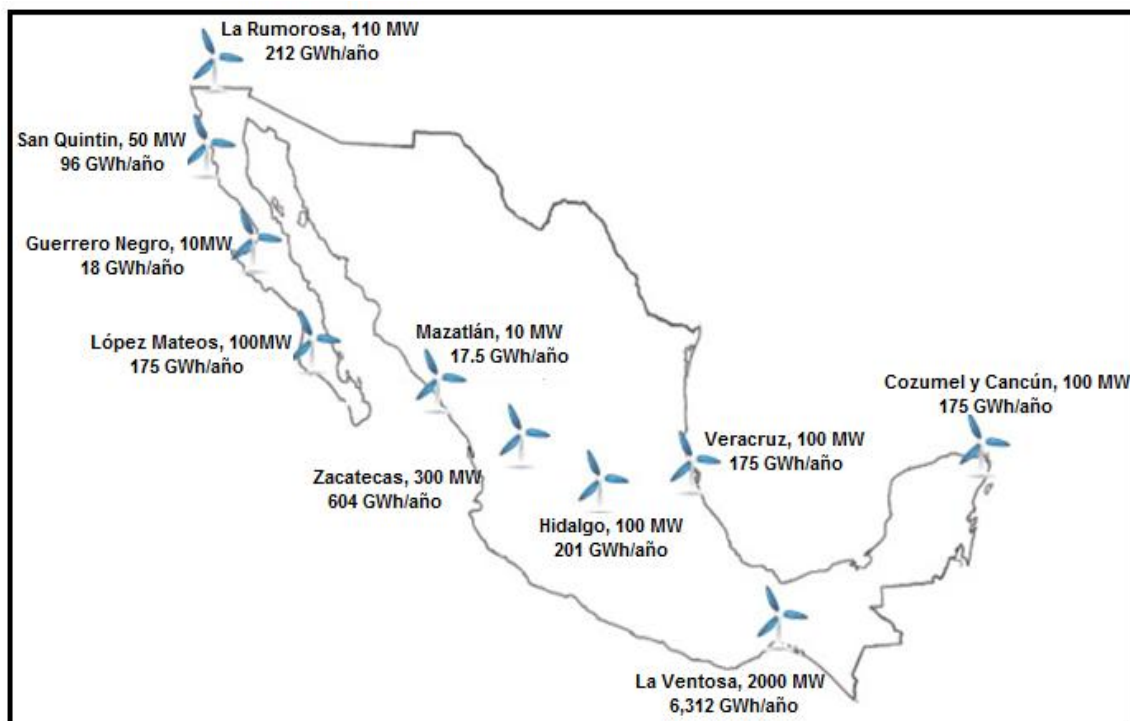 La Rumorosa, 110 MW
212 GWh/año
San Quintin, 50 MW
96 GWh/año
Guerrero Negro, 10MW
18 GWh/año
López Mateos, 100MW
175 GWh/año
Mazatlán, 10 MW
17.5 GWh/año
Cozumel y Cancún, 100 MW
175 GWh/año
Veracruz, 100 MW
175 GWh/año
Zacatecas, 300 MW
604 GWh/año
Hidalgo, 100 MW
201 GWh/año
La Ventosa, 2000 MW
6,312 GWh/año